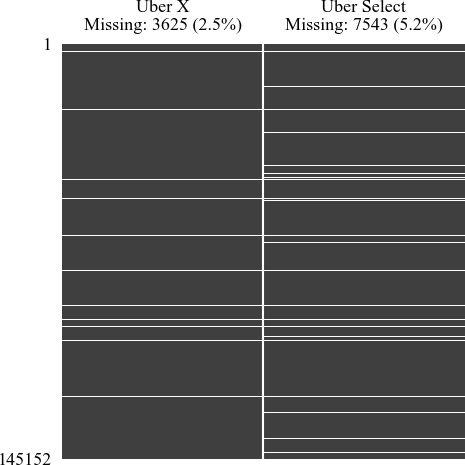 Uber X
Missing: 3625 (2.5%)
Uber Select
Missing: 7543 (5.2%)
1
145152